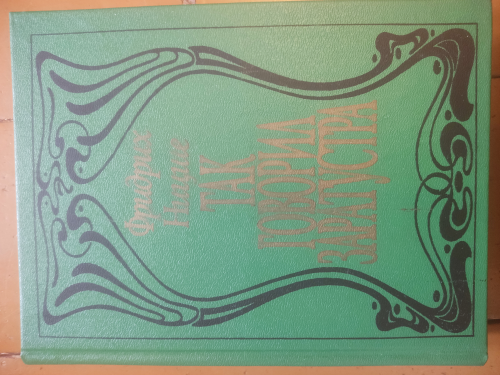 Фридрих
Ницше
ТАК
ГОВОРИЛ
ЗАРАТУСТРА